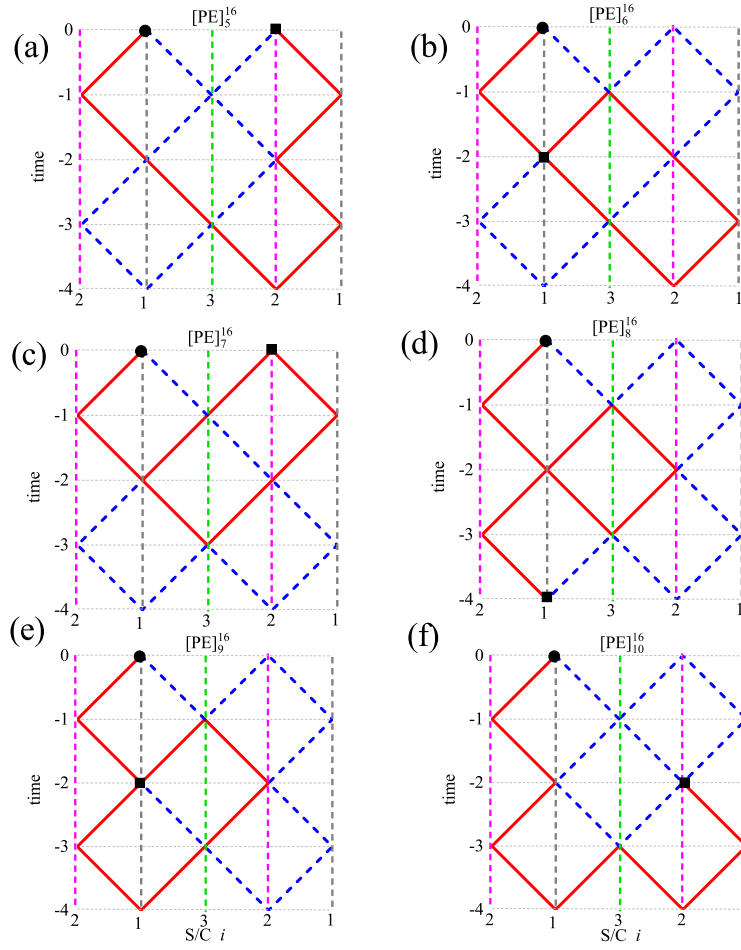 (a)
[PE]₅¹⁶
time
0
-1
-2
-3
-4
2 1 3 2 1
(b)
[PE]₆¹⁶
time
0
-1
-2
-3
-4
2 1 3 2 1
(c)
[PE]₇¹⁶
time
0
-1
-2
-3
-4
2 1 3 2 1
(d)
[PE]₈¹⁶
time
0
-1
-2
-3
-4
2 1 3 2 1
(e)
[PE]₉¹⁶
time
0
-1
-2
-3
-4
2 1 3 2 1
S/C i
(f)
[PE]₁₀¹⁶
time
0
-1
-2
-3
-4
2 1 3 2 1
S/C i